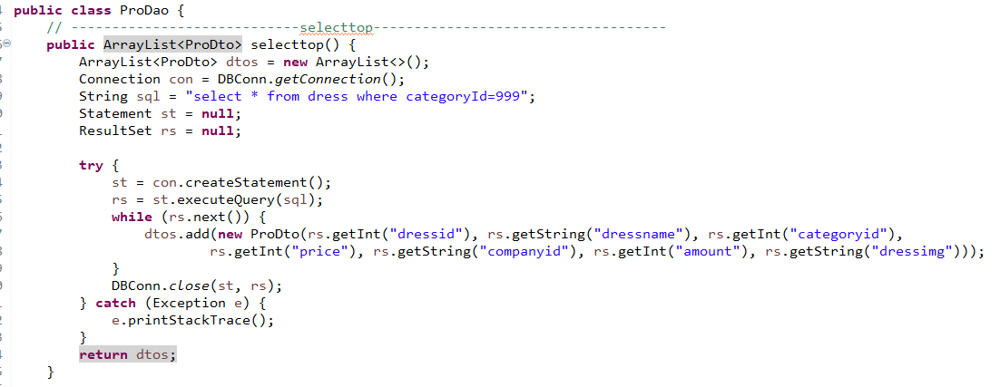 public class ProDao {
// ----------------------------selecttop------------------------------------
public ArrayList<ProDto> selecttop() {
ArrayList<ProDto> dtos = new ArrayList<>();
Connection con = DBConn.getConnection();
String sql = "select * from dress where categoryId=999";
Statement st = null;
ResultSet rs = null;
try {
st = con.createStatement();
rs = st.executeQuery(sql);
while (rs.next()) {
dtos.add(new ProDto(rs.getInt("dressid"), rs.getString("dressname"), rs.getInt("categoryid"),
rs.getInt("price"), rs.getString("companyid"), rs.getInt("amount"), rs.getString("dressimg")));
}
DBConn.close(st, rs);
} catch (Exception e) {
e.printStackTrace();
}
return dtos;
}